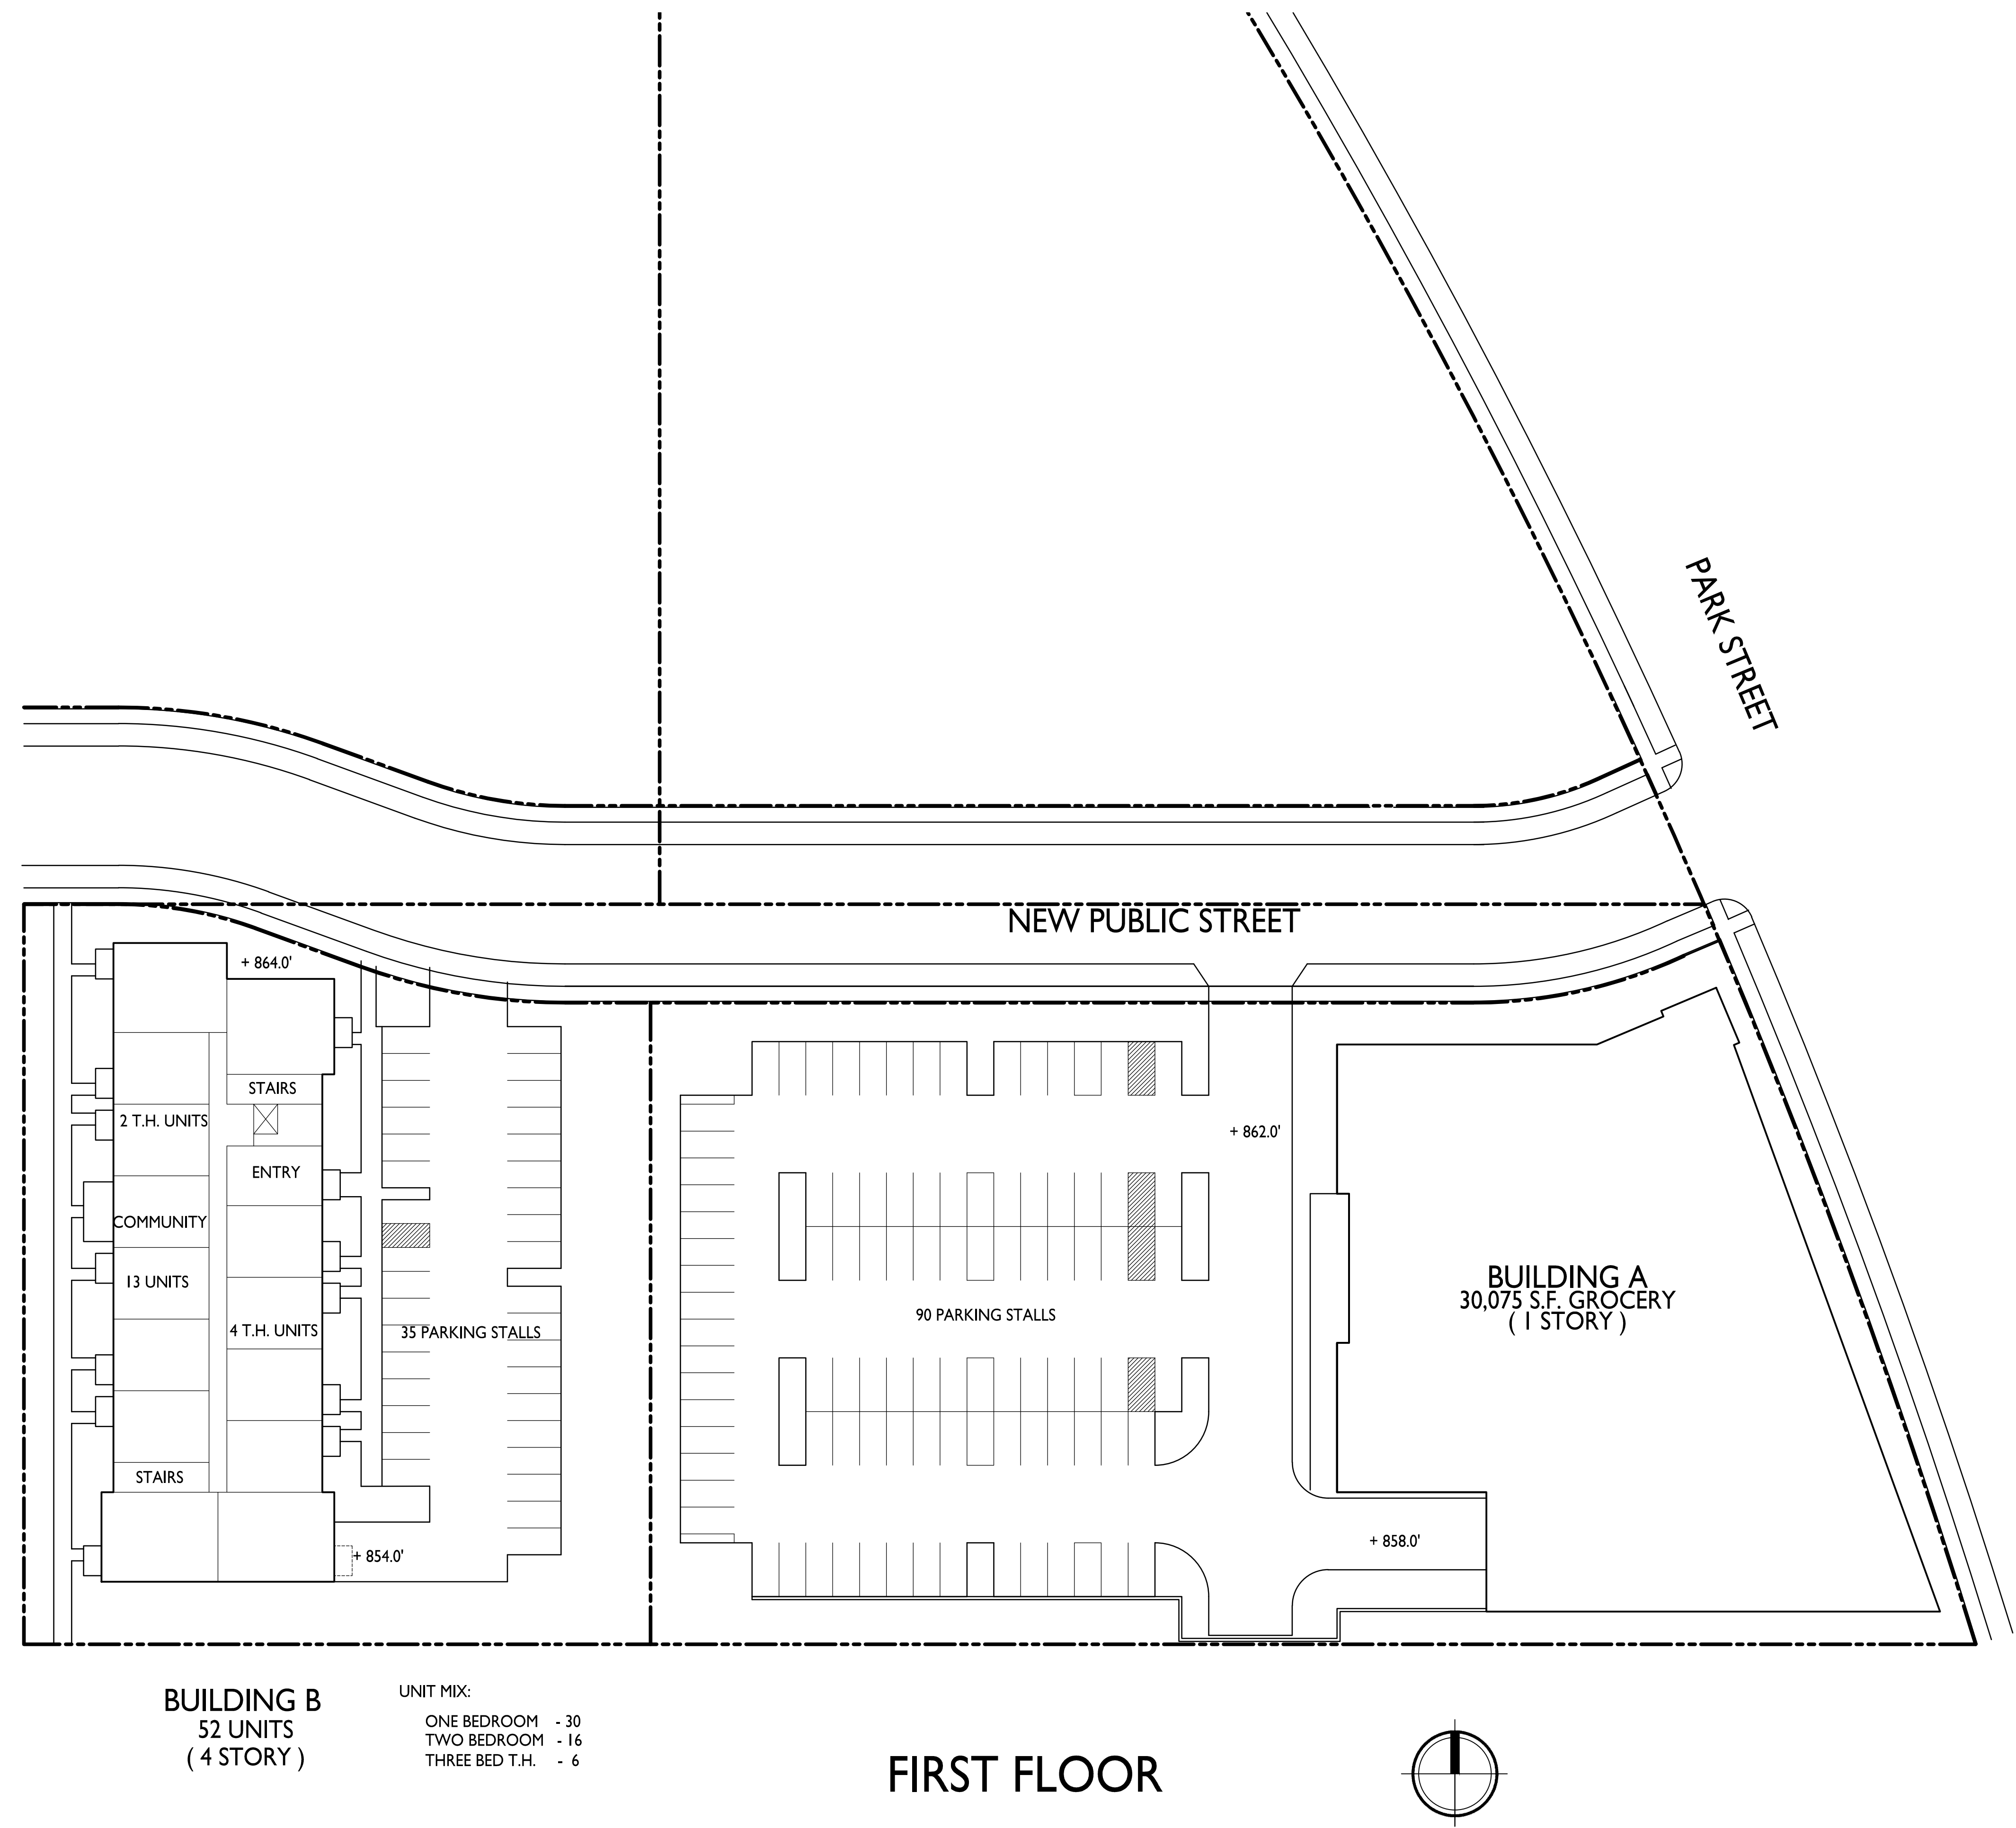 PARK STREET
NEW PUBLIC STREET
+ 864.0'
STAIRS
2 T.H. UNITS
+ 862.0'
ENTRY
COMMUNITY
13 UNITS
4 T.H. UNITS
35 PARKING STALLS
90 PARKING STALLS
BUILDING A
30,075 S.F. GROCERY
( 1 STORY )
STAIRS
+ 854.0'
+ 858.0'
BUILDING B
52 UNITS
( 4 STORY )
UNIT MIX:
ONE BEDROOM - 30
TWO BEDROOM - 16
THREE BED T.H. - 6
FIRST FLOOR